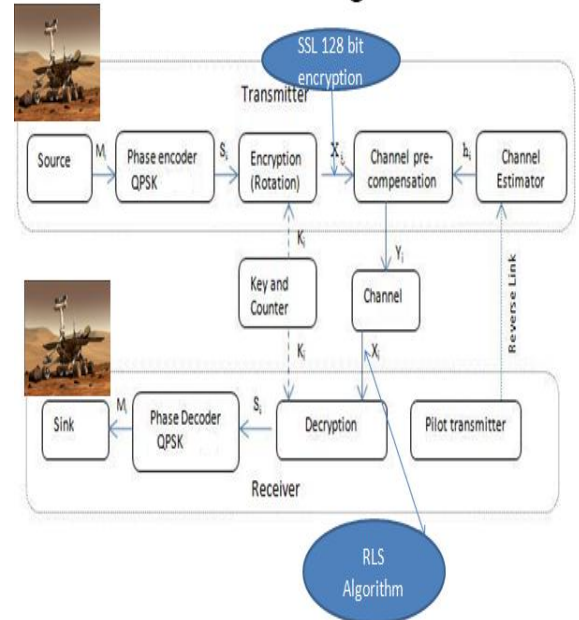 SSL 128 bit
encryption
Transmitter
Source
Mᵢ
Phase encoder
QPSK
Sᵢ
Encryption
(Rotation)
Xᵢ
Channel pre-
compensation
hᵢ
Channel
Estimator
Kᵢ
Yᵢ
Key and
Counter
Channel
Reverse Link
Kᵢ
Xᵢ
Sink
Mᵢ
Phase Decoder
QPSK
Sᵢ
Decryption
Pilot transmitter
Receiver
RLS
Algorithm